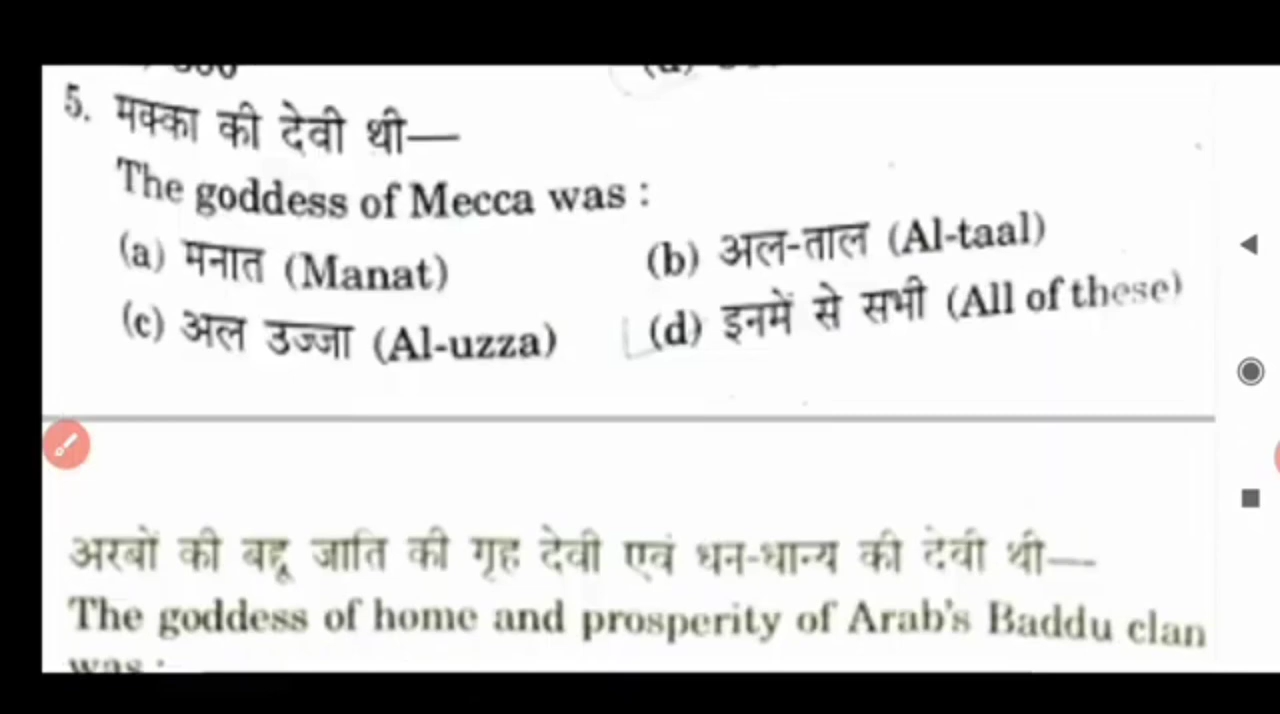 5. मक्का की देवी थी—
The goddess of Mecca was :
(a) मनात (Manat) (b) अल-ताल (Al-taal)
(c) अल उज्जा (Al-uzza) (d) इनमें से सभी (All of these)
अरबों की बद्दू जाति की गृह देवी एवं धन-धान्य की देवी थी—
The goddess of home and prosperity of Arab's Baddu clan
was :